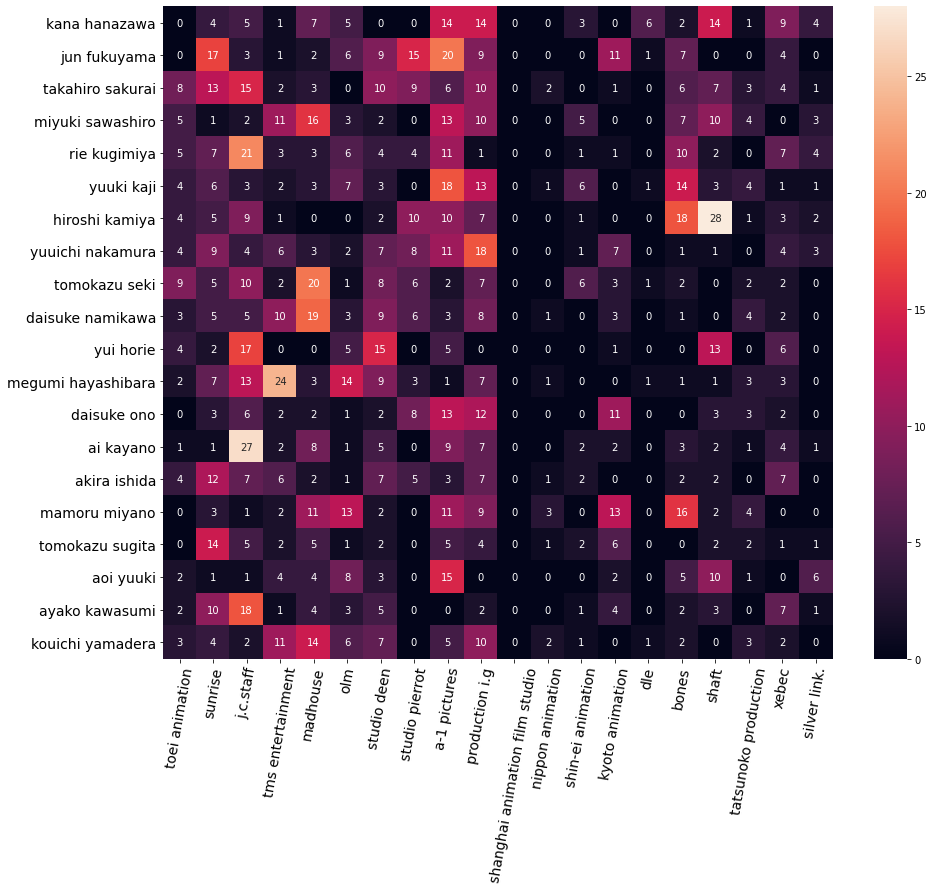 kana hanazawa 0 4 5 1 7 5 0 0 14 14 0 0 3 0 6 2 14 1 9 4
jun fukuyama 0 17 3 1 2 6 9 15 20 9 0 0 0 11 1 7 0 0 4 0
takahiro sakurai 8 13 15 2 3 0 10 9 6 10 0 2 0 1 0 6 7 3 4 1
miyuki sawashiro 5 1 2 11 16 3 2 0 13 10 0 0 5 0 0 7 10 4 0 3
rie kugimiya 5 7 21 3 3 6 4 4 11 1 0 0 1 1 0 10 2 0 7 4
yuuki kaji 4 6 3 2 3 7 3 0 18 13 0 1 6 0 1 14 3 4 1 1
hiroshi kamiya 4 5 9 1 0 0 2 10 10 7 0 0 1 0 0 18 28 1 3 2
yuuichi nakamura 4 9 4 6 3 2 7 8 11 18 0 0 1 7 0 1 1 0 4 3
tomokazu seki 9 5 10 2 20 1 8 6 2 7 0 0 6 3 1 2 0 2 2 0
daisuke namikawa 3 5 5 10 19 3 9 6 3 8 0 1 0 3 0 1 0 4 2 0
yui horie 4 2 17 0 0 5 15 0 5 0 0 0 0 1 0 0 13 0 6 0
megumi hayashibara 2 7 13 24 3 14 9 3 1 7 0 1 0 0 1 1 1 3 3 0
daisuke ono 0 3 6 2 2 1 2 8 13 12 0 0 0 11 0 0 3 3 2 0
ai kayano 1 1 27 2 8 1 5 0 9 7 0 0 2 2 0 3 2 1 4 1
akira ishida 4 12 7 6 2 1 7 5 3 7 0 1 2 0 0 2 2 0 7 0
mamoru miyano 0 3 1 2 11 13 2 0 11 9 0 3 0 13 0 16 2 4 0 0
tomokazu sugita 0 14 5 2 5 1 2 0 5 4 0 1 2 6 0 0 2 2 1 1
aoi yuuki 2 1 1 4 4 8 3 0 15 0 0 0 0 2 0 5 10 1 0 6
ayako kawasumi 2 10 18 1 4 3 5 0 0 2 0 0 1 4 0 2 3 0 7 1
kouichi yamadera 3 4 2 11 14 6 7 0 5 10 0 2 1 0 1 2 0 3 2 0
toei animation
sunrise
j.c.staff
tms entertainment
madhouse
olm
studio deen
studio pierrot
a-1 pictures
production i.g
shanghai animation film studio
nippon animation
shin-ei animation
kyoto animation
dle
bones
shaft
tatsunoko production
xebec
silver link.
25
20
15
10
5
0